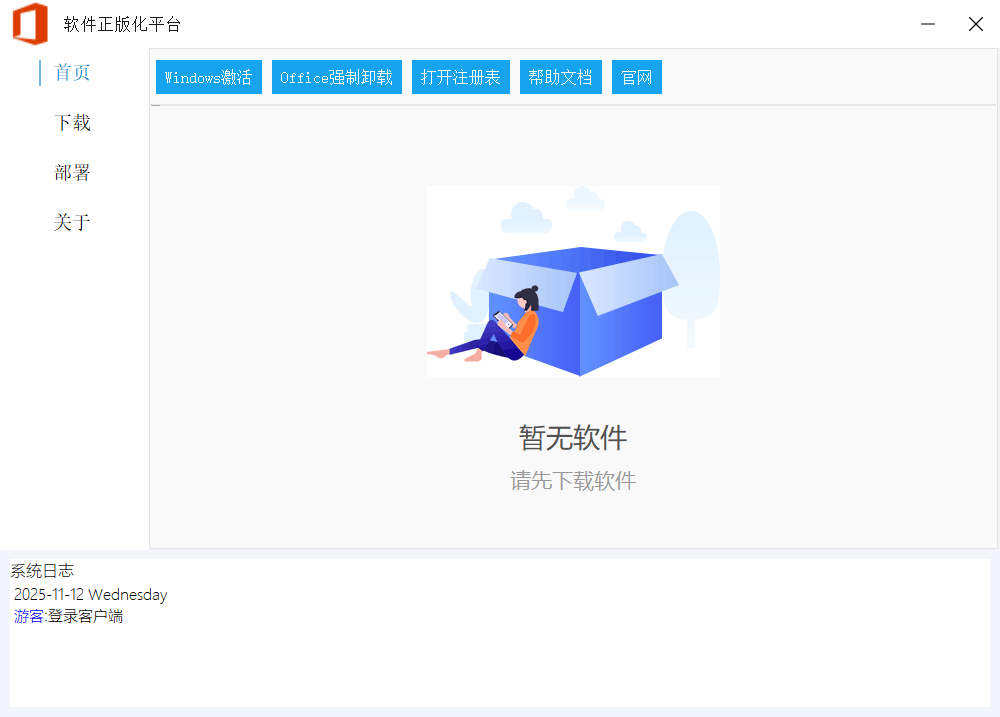 软件正版化平台
首页
下载
部署
关于
Windows激活 Office强制卸载 打开注册表 帮助文档 官网
暂无软件
请先下载软件
系统日志
2025-11-12 Wednesday
游客:登录客户端